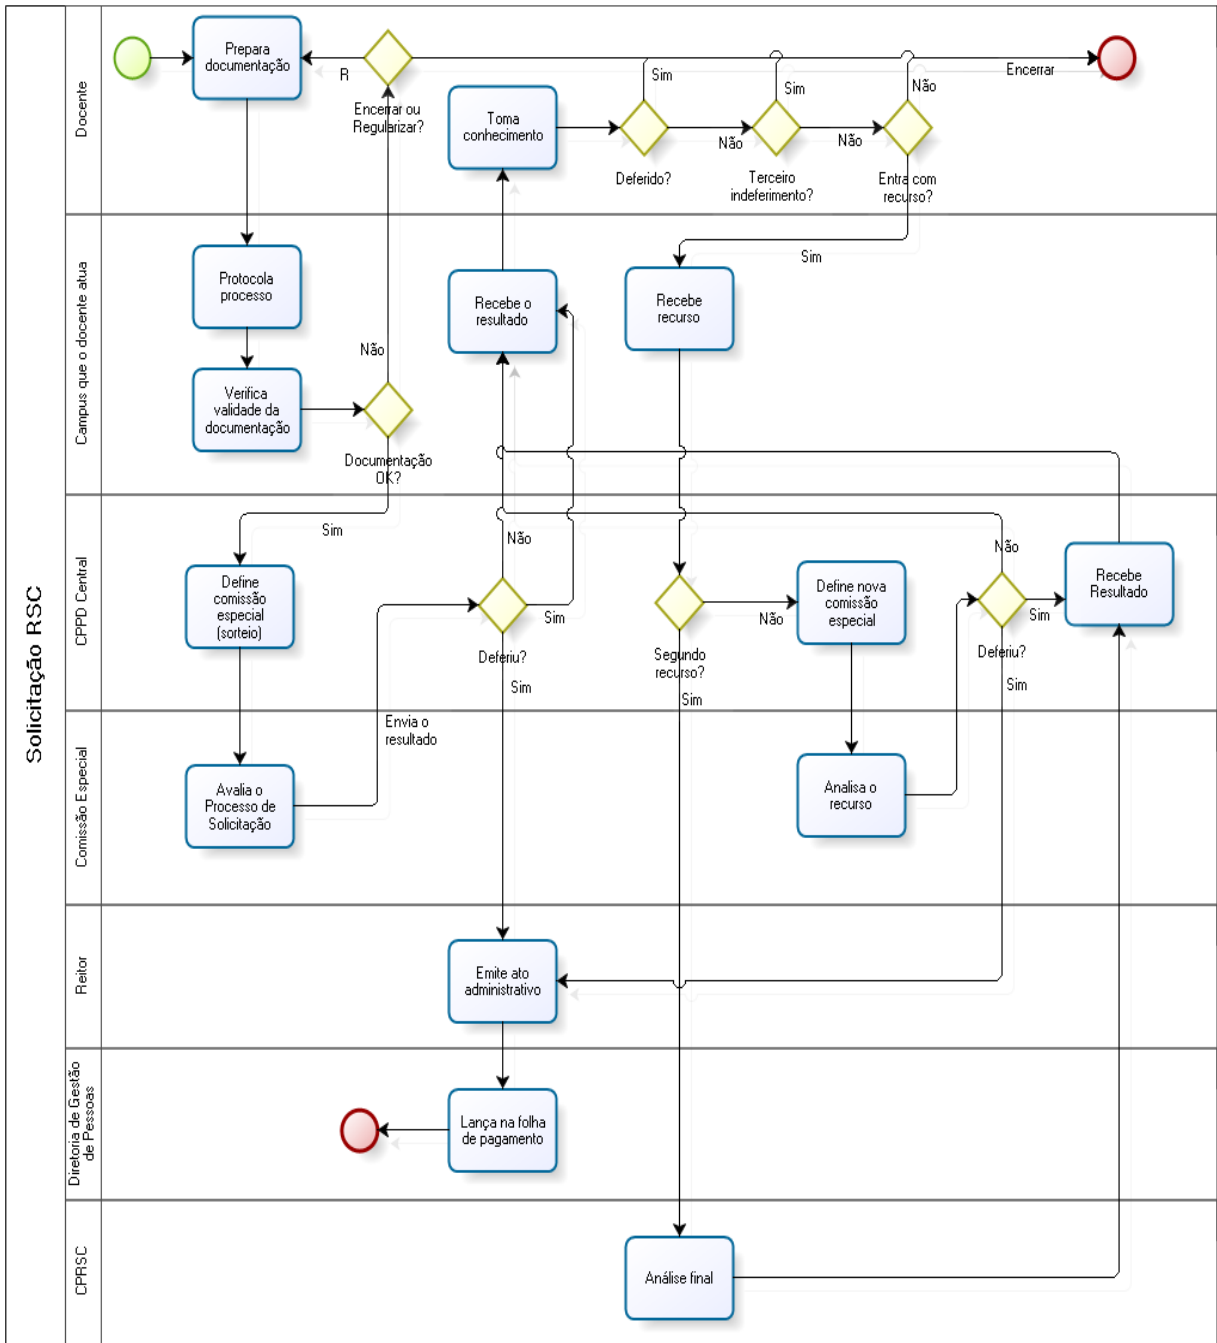 Solicitação RSC
Docente
Prepara
documentação
R
Encerrar ou
Regularizar?
Toma
conhecimento
Sim
Deferido?
Não
Sim
Terceiro
indeferimento?
Não
Não
Entra com
recurso?
Encerrar
Campus que o docente atua
Protocola
processo
Verifica
validade da
documentação
Não
Documentação
OK?
Recebe o
resultado
Recebe
recurso
Sim
CPPD Central
Sim
Define
comissão
especial
(sorteio)
Não
Sim
Deferiu?
Sim
Segundo
recurso?
Não
Sim
Define nova
comissão
especial
Não
Sim
Deferiu?
Sim
Recebe
Resultado
Comissão Especial
Avalia o
Processo de
Solicitação
Envia o
resultado
Analisa o
recurso
Reitor
Emite ato
administrativo
Diretoria de Gestão
de Pessoas
Lança na folha
de pagamento
CPRSC
Análise final